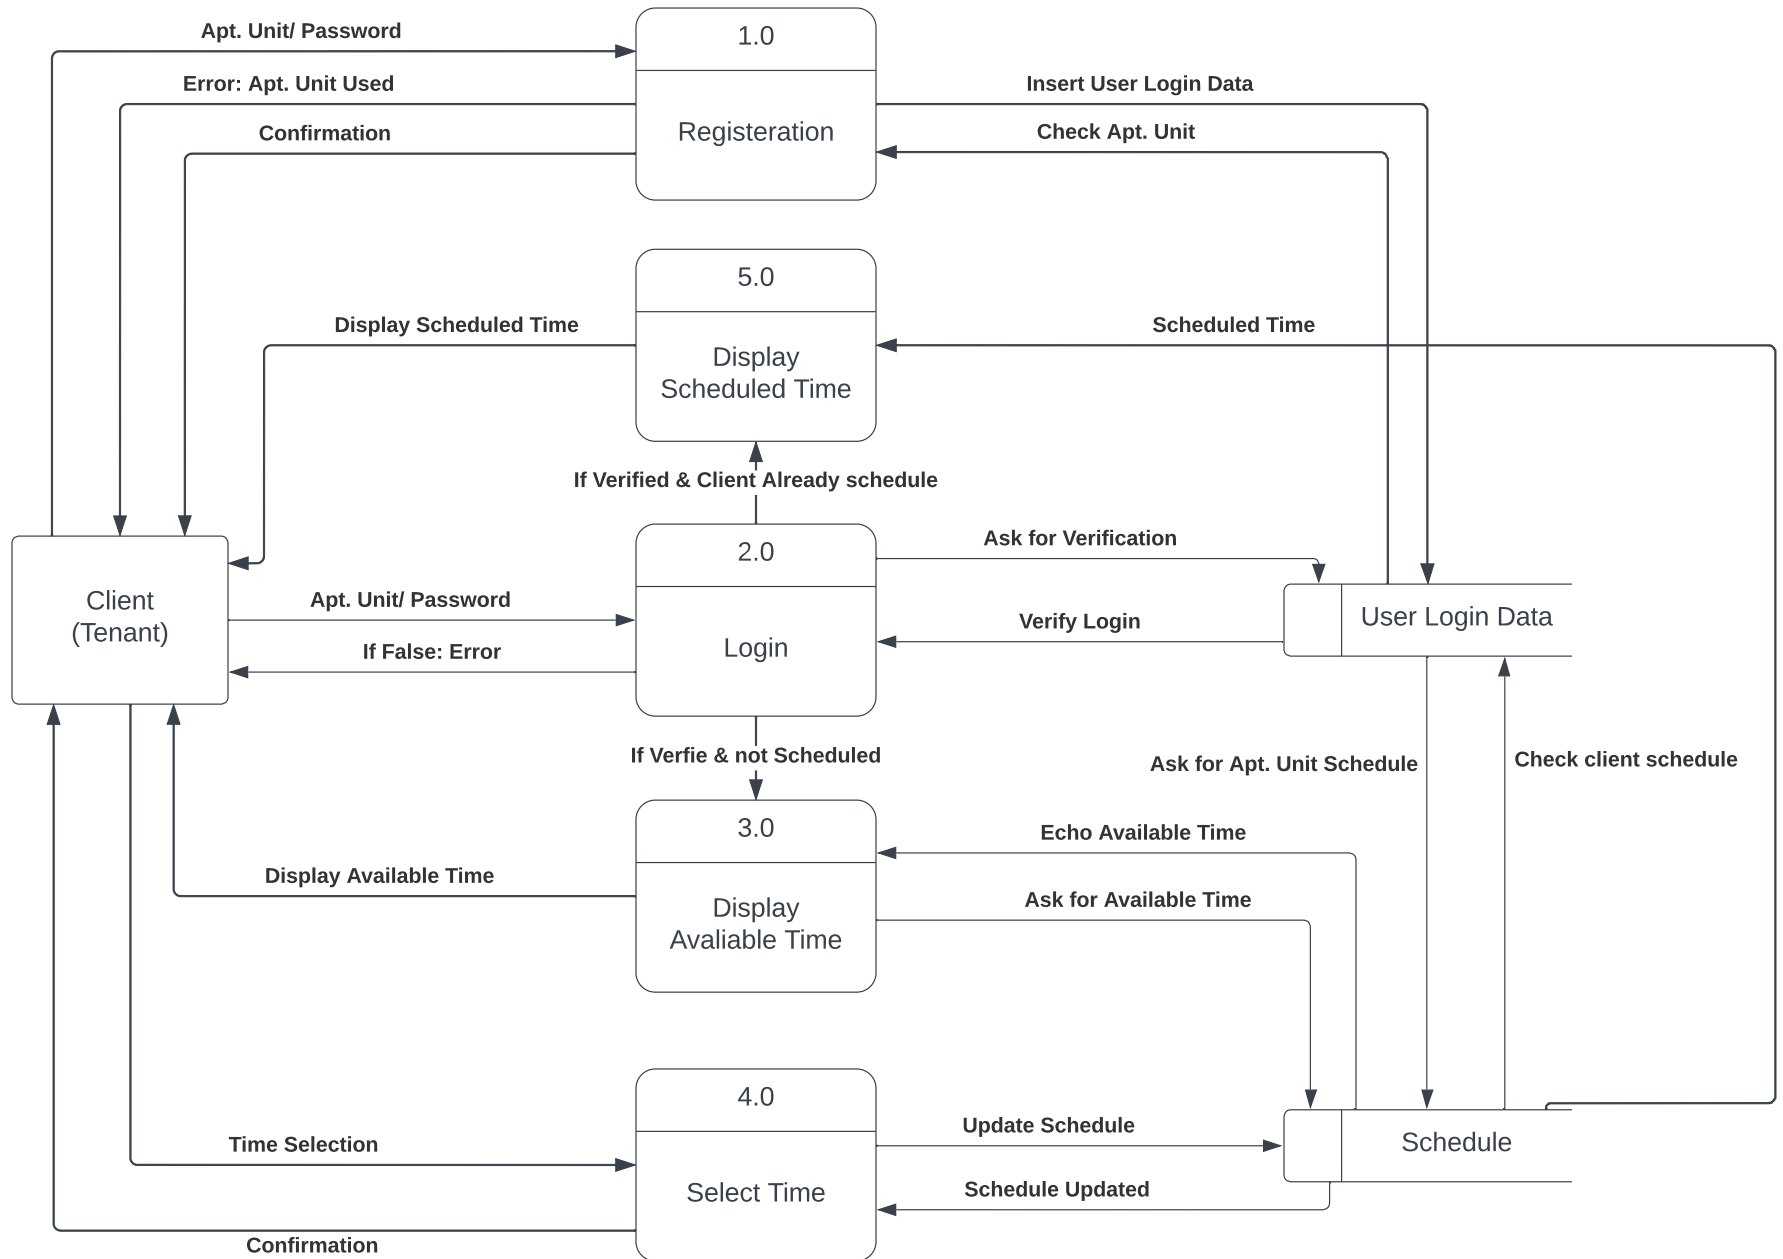 Apt. Unit/ Password
1.0
Error: Apt. Unit Used
Insert User Login Data
Confirmation
Registeration
Check Apt. Unit
5.0
Display Scheduled Time
Scheduled Time
Display
Scheduled Time
If Verified & Client Already schedule
2.0
Ask for Verification
Client
(Tenant)
Apt. Unit/ Password
User Login Data
Verify Login
Login
If False: Error
If Verfie & not Scheduled
Ask for Apt. Unit Schedule
Check client schedule
3.0
Echo Available Time
Display Available Time
Ask for Available Time
Display
Avaliable Time
4.0
Time Selection
Update Schedule
Schedule
Select Time
Schedule Updated
Confirmation